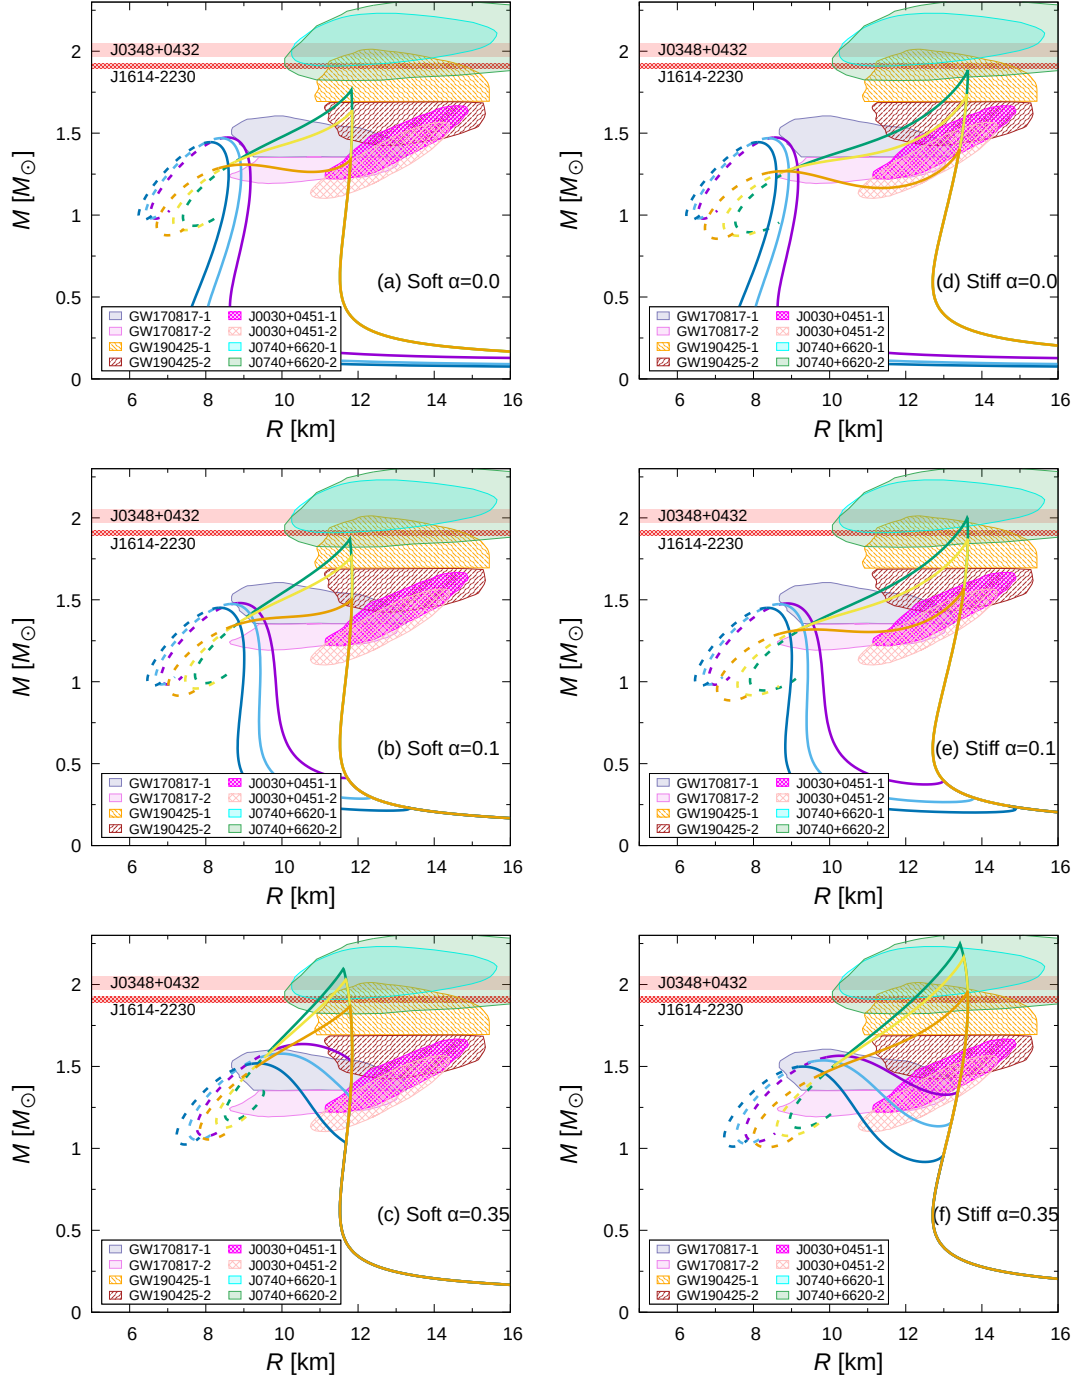 J0348+0432
J1614-2230
(a) Soft α=0.0
GW170817-1 J0030+0451-1
GW170817-2 J0030+0451-2
GW190425-1 J0740+6620-1
GW190425-2 J0740+6620-2
2
1.5
1
0.5
0
M [M⊙]
6 8 10 12 14 16
R [km]
J0348+0432
J1614-2230
(d) Stiff α=0.0
GW170817-1 J0030+0451-1
GW170817-2 J0030+0451-2
GW190425-1 J0740+6620-1
GW190425-2 J0740+6620-2
2
1.5
1
0.5
0
M [M⊙]
6 8 10 12 14 16
R [km]
J0348+0432
J1614-2230
(b) Soft α=0.1
GW170817-1 J0030+0451-1
GW170817-2 J0030+0451-2
GW190425-1 J0740+6620-1
GW190425-2 J0740+6620-2
2
1.5
1
0.5
0
M [M⊙]
6 8 10 12 14 16
R [km]
J0348+0432
J1614-2230
(e) Stiff α=0.1
GW170817-1 J0030+0451-1
GW170817-2 J0030+0451-2
GW190425-1 J0740+6620-1
GW190425-2 J0740+6620-2
2
1.5
1
0.5
0
M [M⊙]
6 8 10 12 14 16
R [km]
J0348+0432
J1614-2230
(c) Soft α=0.35
GW170817-1 J0030+0451-1
GW170817-2 J0030+0451-2
GW190425-1 J0740+6620-1
GW190425-2 J0740+6620-2
2
1.5
1
0.5
0
M [M⊙]
6 8 10 12 14 16
R [km]
J0348+0432
J1614-2230
(f) Stiff α=0.35
GW170817-1 J0030+0451-1
GW170817-2 J0030+0451-2
GW190425-1 J0740+6620-1
GW190425-2 J0740+6620-2
2
1.5
1
0.5
0
M [M⊙]
6 8 10 12 14 16
R [km]